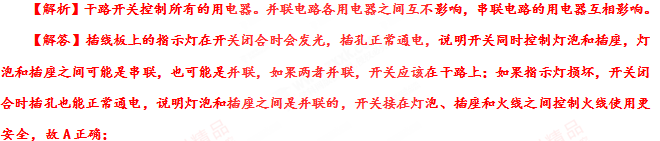 【解析】干路开关控制所有的用电器。并联电路各用电器之间互不影响，串联电路的用电器互相影响。
【解答】插线板上的指示灯在开关闭合时会发光，插孔正常通电，说明开关同时控制灯泡和插座，灯
泡和插座之间可能是串联，也可能是并联，如果两者并联，开关应该在干路上；如果指示灯损坏，开关闭
合时插孔也能正常通电，说明灯泡和插座之间是并联的，开关接在灯泡、插座和火线之间控制火线使用更
安全，故 A 正确；